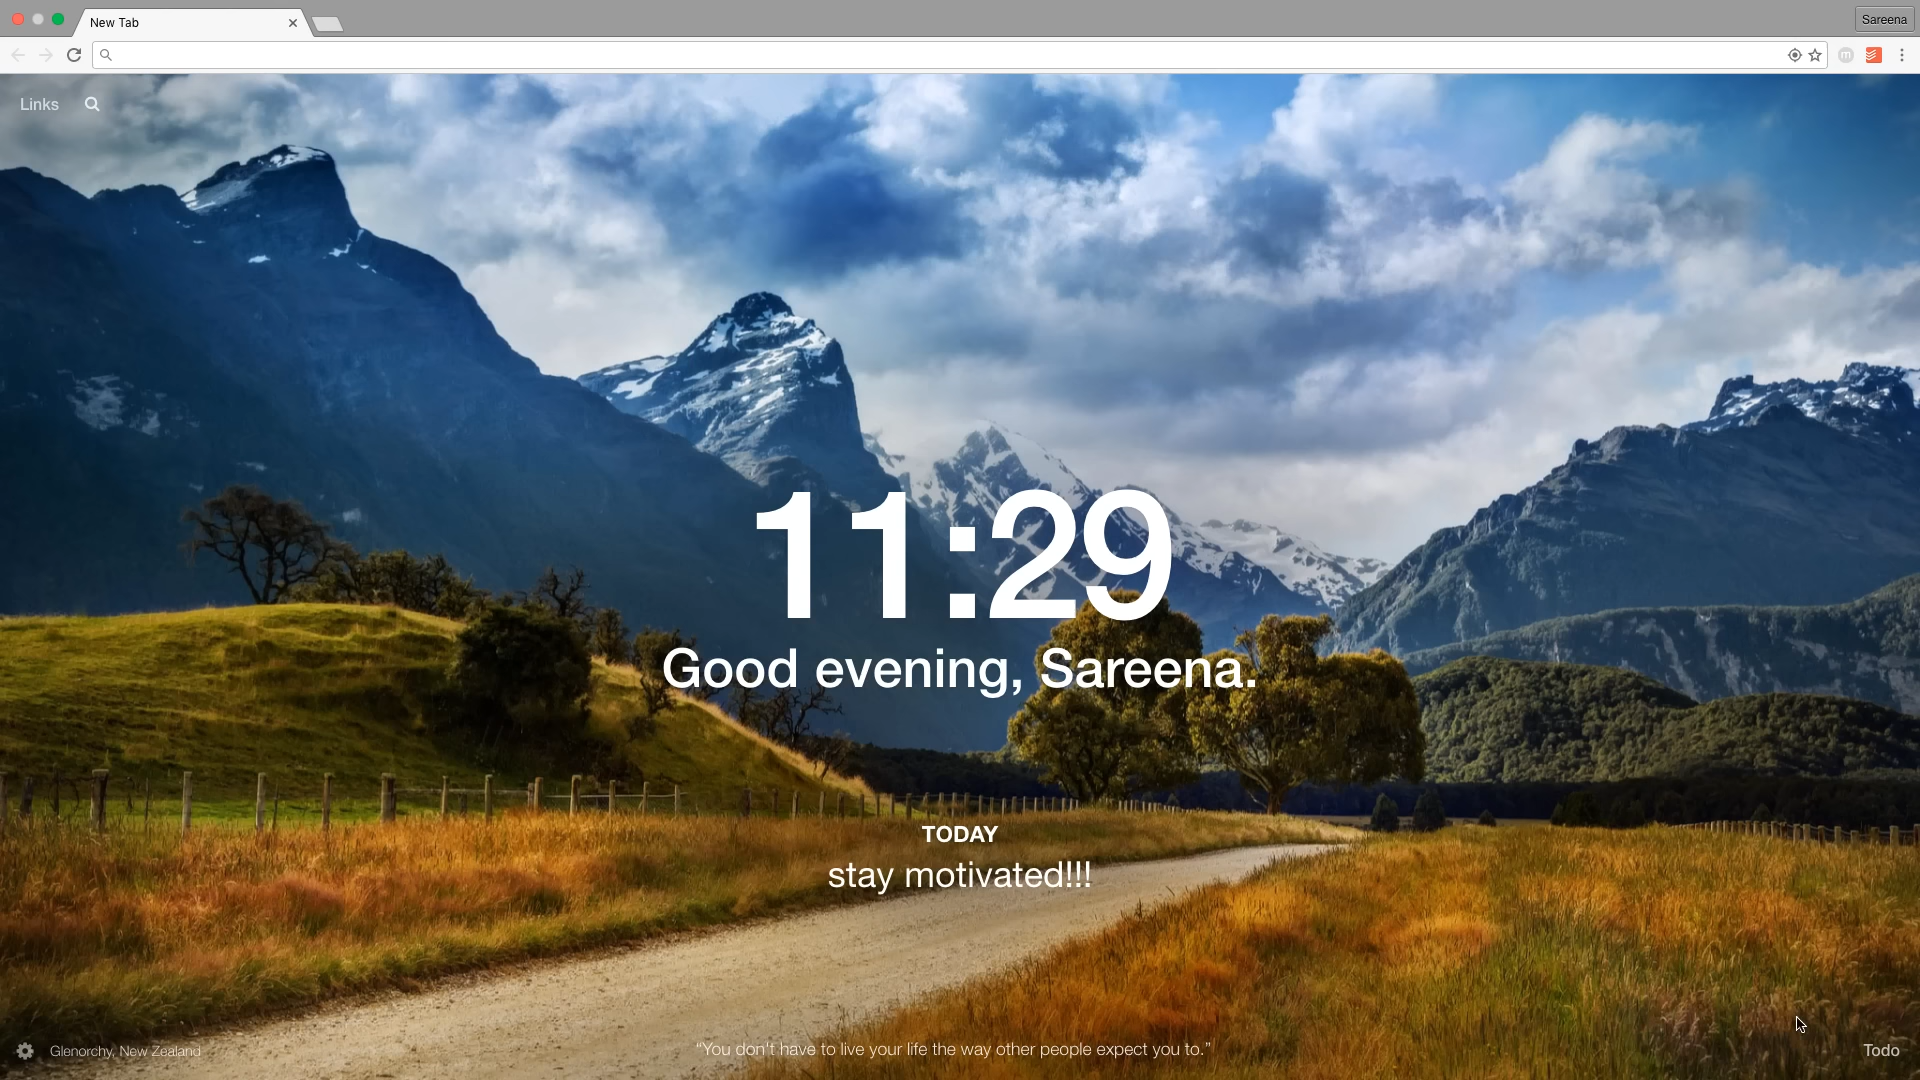 New Tab
Sareena
Links
11:29
Good evening, Sareena.
TODAY
stay motivated!!!
Glenorchy, New Zealand
“You don't have to live your life the way other people expect you to.”
Todo